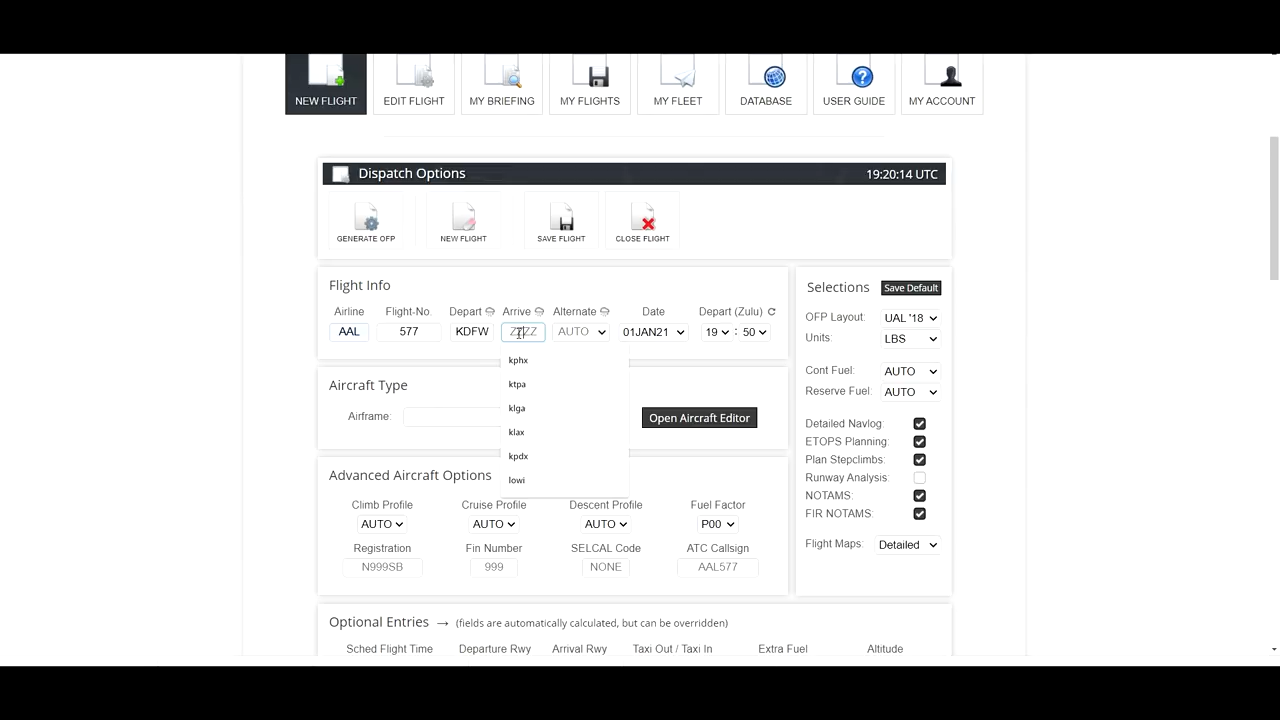 NEW FLIGHT EDIT FLIGHT MY BRIEFING MY FLIGHTS MY FLEET DATABASE USER GUIDE MY ACCOUNT
Dispatch Options 19:20:14 UTC
GENERATE OFP NEW FLIGHT SAVE FLIGHT CLOSE FLIGHT
Flight Info
Airline Flight-No. Depart Arrive Alternate Date Depart (Zulu)
AAL 577 KDFW ZZZZ AUTO 01JAN21 19 : 50
kphx
ktpa
klga
klax
kpdx
lowi
Aircraft Type
Airframe: Open Aircraft Editor
Advanced Aircraft Options
Climb Profile Cruise Profile Descent Profile Fuel Factor
AUTO AUTO AUTO P00
Registration Fin Number SELCAL Code ATC Callsign
N999SB 999 NONE AAL577
Selections Save Default
OFP Layout: UAL '18
Units: LBS
Cont Fuel: AUTO
Reserve Fuel: AUTO
Detailed Navlog:
ETOPS Planning:
Plan Stepclimbs:
Runway Analysis:
NOTAMS:
FIR NOTAMS:
Flight Maps: Detailed
Optional Entries → (fields are automatically calculated, but can be overridden)
Sched Flight Time Departure Rwy Arrival Rwy Taxi Out / Taxi In Extra Fuel Altitude